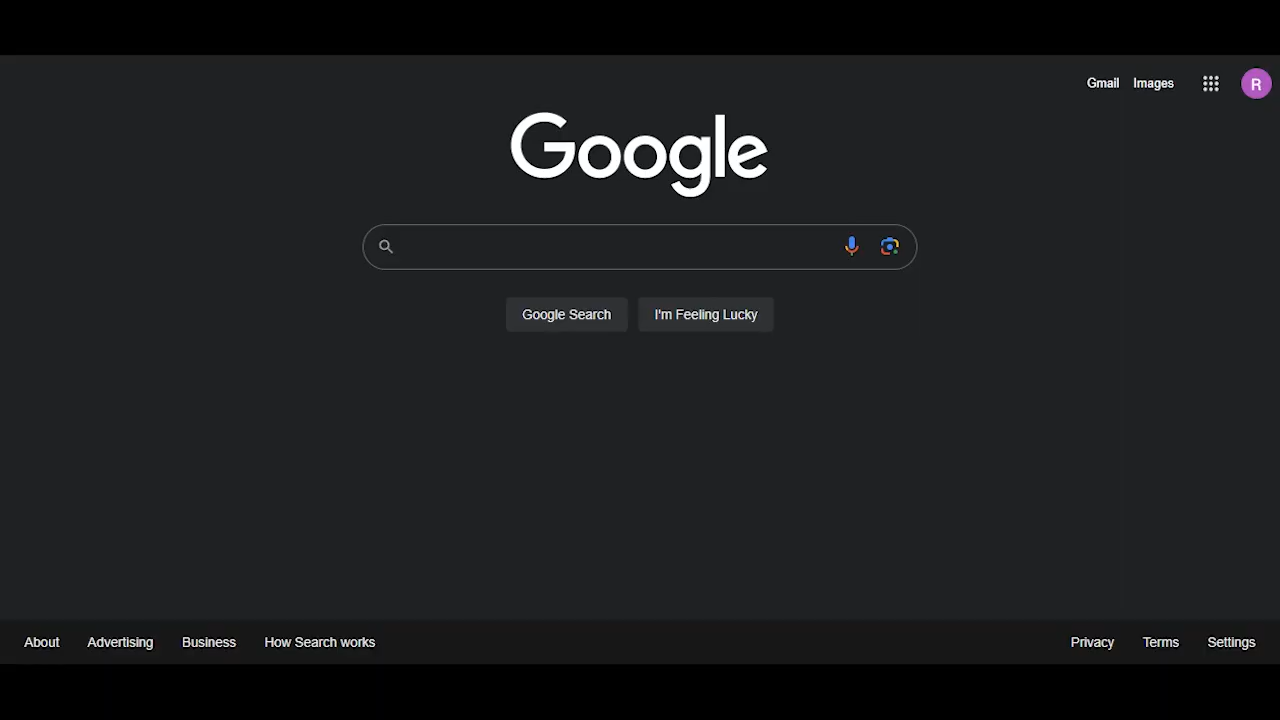 Gmail Images
R
Google
Google Search I'm Feeling Lucky
About Advertising Business How Search works Privacy Terms Settings